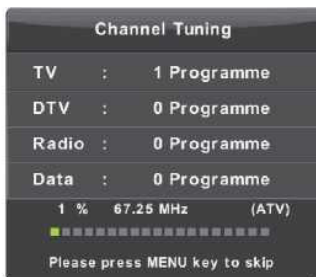 Channel Tuning
TV : 1 Programme
DTV : 0 Programme
Radio : 0 Programme
Data : 0 Programme
1 % 67.25 MHz (ATV)
Please press MENU key to skip